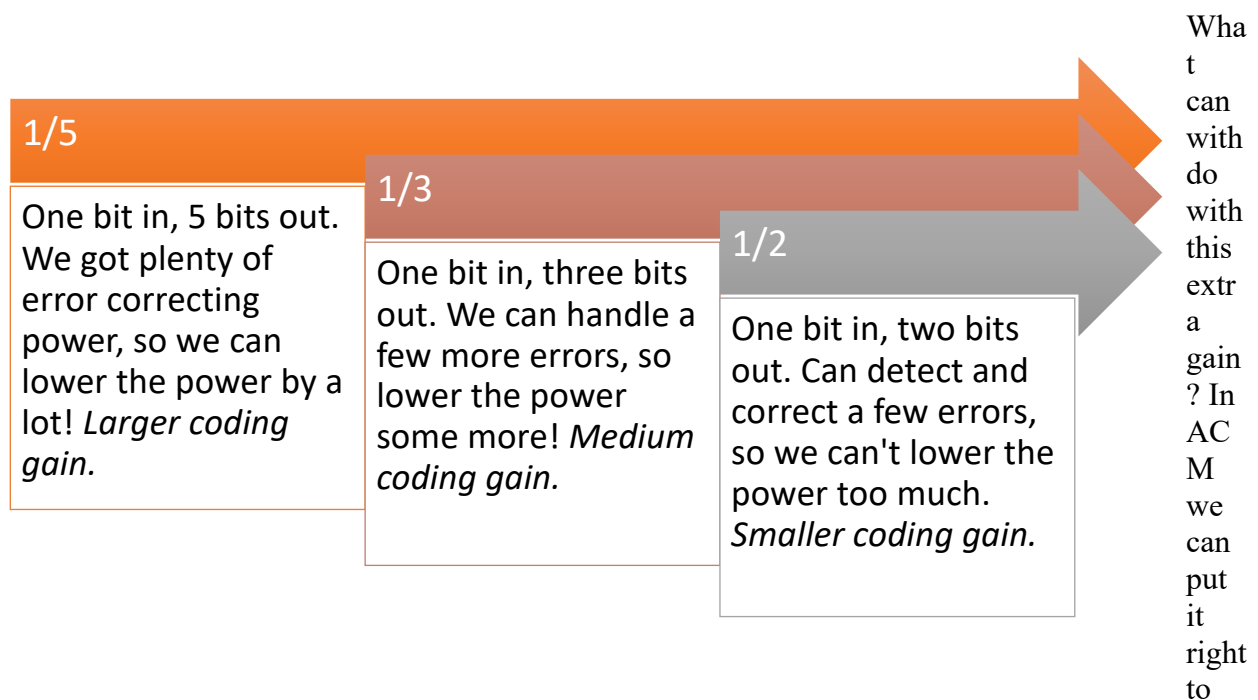 1/5
One bit in, 5 bits out.
We got plenty of
error correcting
power, so we can
lower the power by a
lot! Larger coding
gain.
1/3
One bit in, three bits
out. We can handle a
few more errors, so
lower the power
some more! Medium
coding gain.
1/2
One bit in, two bits
out. Can detect and
correct a few errors,
so we can't lower the
power too much.
Smaller coding gain.
Wha
t
can
with
do
with
this
extr
a
gain
? In
AC
M
we
can
put
it
right
to